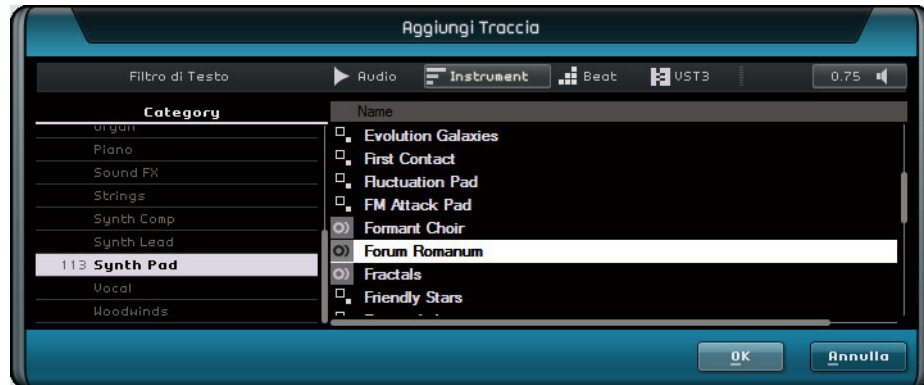 Aggiungi Traccia
Filtro di Testo
Audio
Instrument
Beat
VST3
0.75
Category
Name
Organ
Piano
Sound FX
Strings
Synth Comp
Synth Lead
113 Synth Pad
Vocal
Woodwinds
Evolution Galaxies
First Contact
Fluctuation Pad
FM Attack Pad
Formant Choir
Forum Romanum
Fractals
Friendly Stars
OK
Annulla